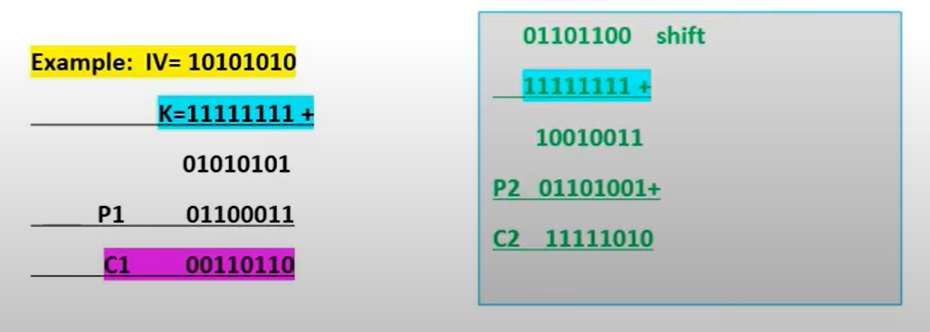 Example: IV= 10101010
K=11111111 +
01010101
P1 01100011
C1 00110110
01101100 shift
11111111 +
10010011
P2 01101001+
C2 11111010